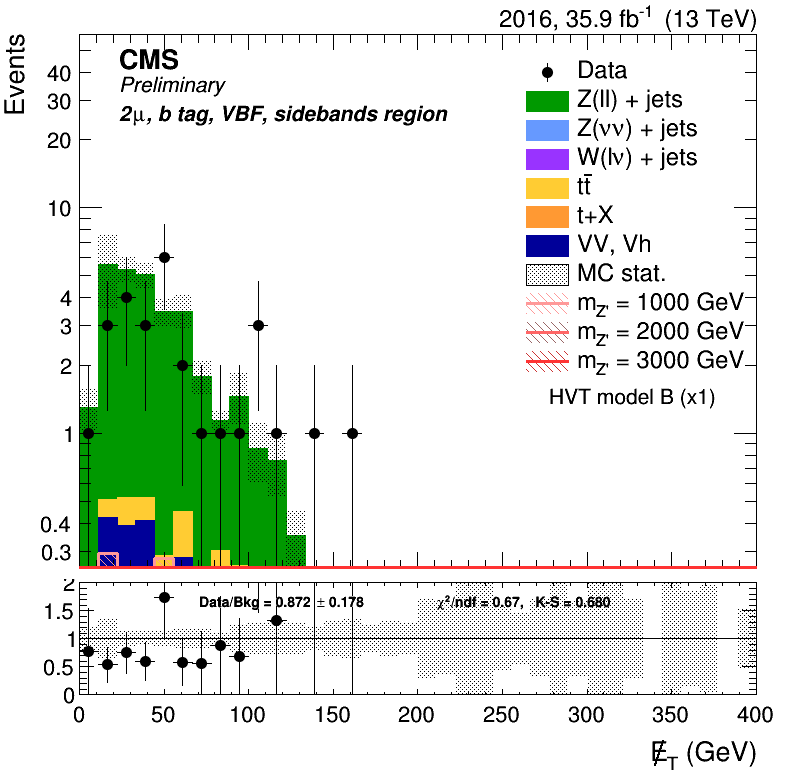 2016, 35.9 fb⁻¹ (13 TeV)
Events
CMS
Preliminary
2μ, b tag, VBF, sidebands region
Data
Z(ll) + jets
Z(νν) + jets
W(lν) + jets
tt̄
t+X
VV, Vh
MC stat.
m_Z' = 1000 GeV
m_Z' = 2000 GeV
m_Z' = 3000 GeV
HVT model B (x1)
40
30
20
10
4
3
2
1
0.4
0.3
Data/Bkg = 0.872 ± 0.178
χ²/ndf = 0.67, K-S = 0.680
2
1.5
1
0.5
0
0 50 100 150 200 250 300 350 400
E̸_T (GeV)